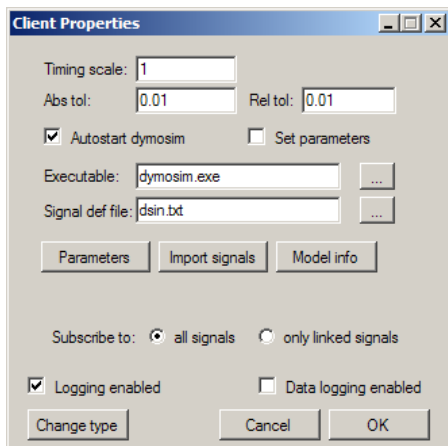 Client Properties
Timing scale: 1
Abs tol: 0.01 Rel tol: 0.01
Autostart dymosim Set parameters
Executable: dymosim.exe ...
Signal def file: dsin.txt ...
Parameters Import signals Model info
Subscribe to: all signals only linked signals
Logging enabled Data logging enabled
Change type Cancel OK